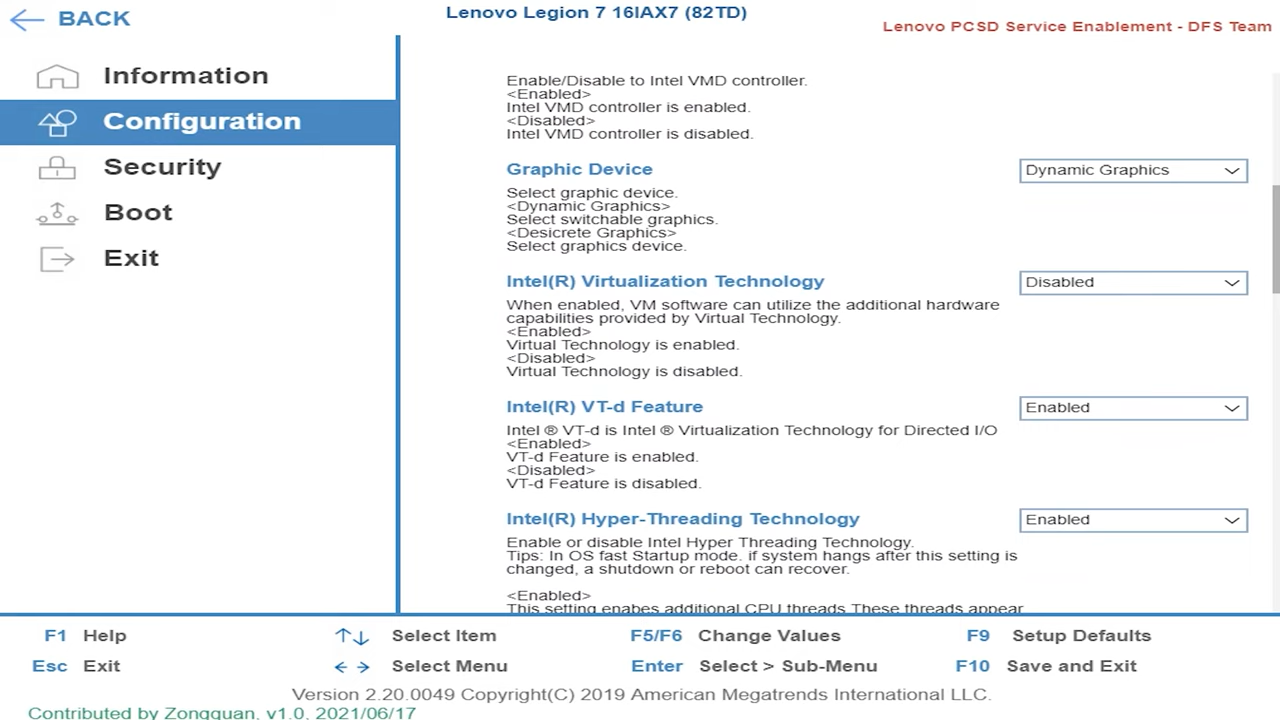 BACK
Lenovo Legion 7 16IAX7 (82TD)
Lenovo PCSD Service Enablement - DFS Team
Information
Configuration
Security
Boot
Exit
Enable/Disable to Intel VMD controller.
<Enabled>
Intel VMD controller is enabled.
<Disabled>
Intel VMD controller is disabled.
Graphic Device
Dynamic Graphics
Select graphic device.
<Dynamic Graphics>
Select switchable graphics.
<Desicrete Graphics>
Select graphics device.
Intel(R) Virtualization Technology
Disabled
When enabled, VM software can utilize the additional hardware
capabilities provided by Virtual Technology.
<Enabled>
Virtual Technology is enabled.
<Disabled>
Virtual Technology is disabled.
Intel(R) VT-d Feature
Enabled
Intel ® VT-d is Intel ® Virtualization Technology for Directed I/O
<Enabled>
VT-d Feature is enabled.
<Disabled>
VT-d Feature is disabled.
Intel(R) Hyper-Threading Technology
Enabled
Enable or disable Intel Hyper Threading Technology.
Tips: In OS fast Startup mode. if system hangs after this setting is
changed, a shutdown or reboot can recover.
<Enabled>
This setting enabes additional CPU threads These threads appear
F1 Help
Select Item
F5/F6 Change Values
F9 Setup Defaults
Esc Exit
Select Menu
Enter Select > Sub-Menu
F10 Save and Exit
Version 2.20.0049 Copyright(C) 2019 American Megatrends International LLC.
Contributed by Zongquan, v1.0, 2021/06/17